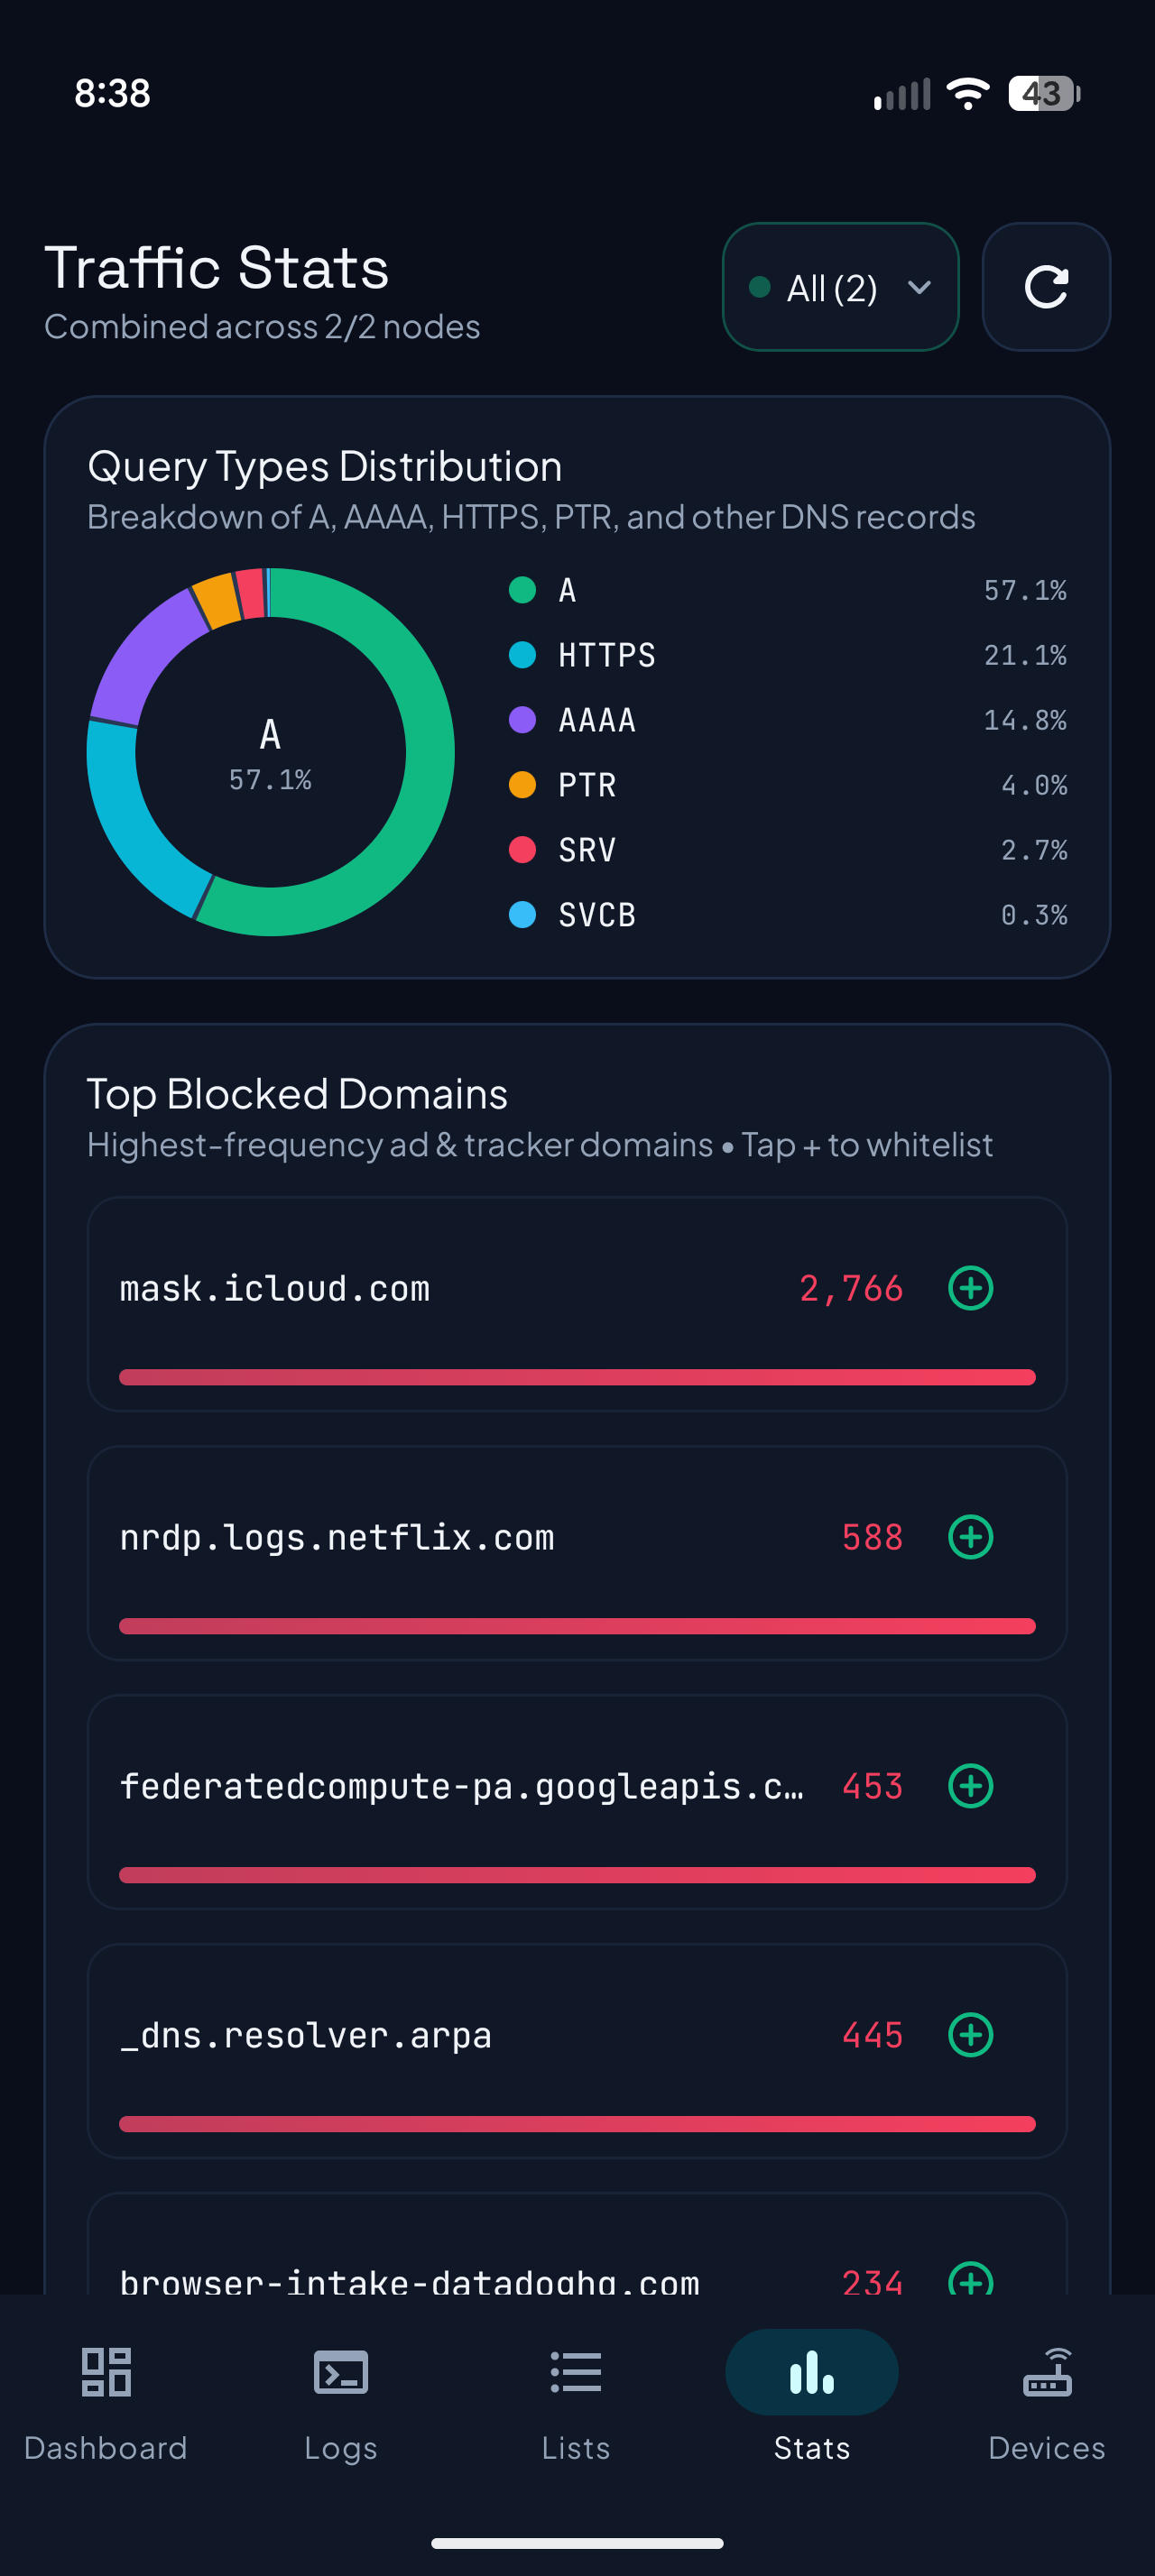 8:38
43
Traffic Stats
Combined across 2/2 nodes
All (2)
Query Types Distribution
Breakdown of A, AAAA, HTTPS, PTR, and other DNS records
A
57.1%
A 57.1%
HTTPS 21.1%
AAAA 14.8%
PTR 4.0%
SRV 2.7%
SVCB 0.3%
Top Blocked Domains
Highest-frequency ad & tracker domains • Tap + to whitelist
mask.icloud.com 2,766
nrdp.logs.netflix.com 588
federatedcompute-pa.googleapis.c… 453
_dns.resolver.arpa 445
browser-intake-datadoghq.com 234
Dashboard Logs Lists Stats Devices